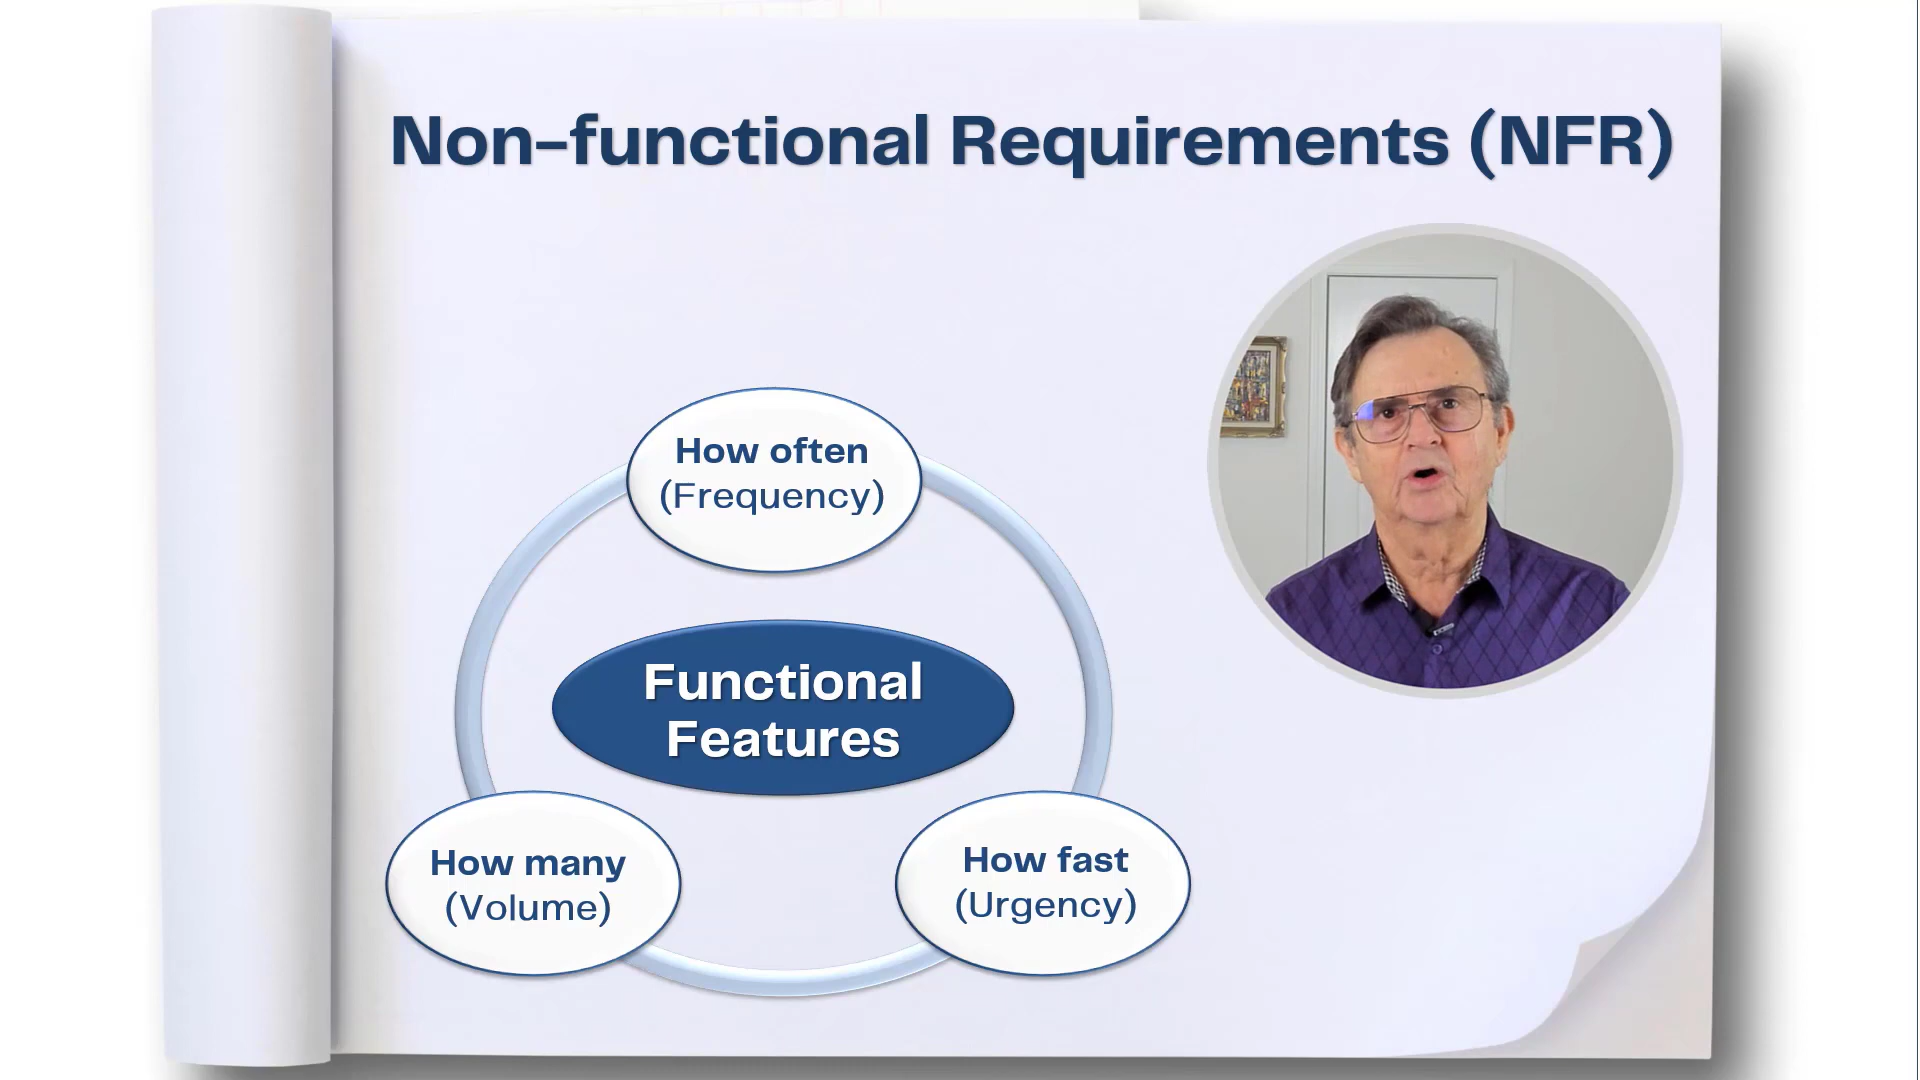 Non-functional Requirements (NFR)
How often
(Frequency)
Functional
Features
How many
(Volume)
How fast
(Urgency)